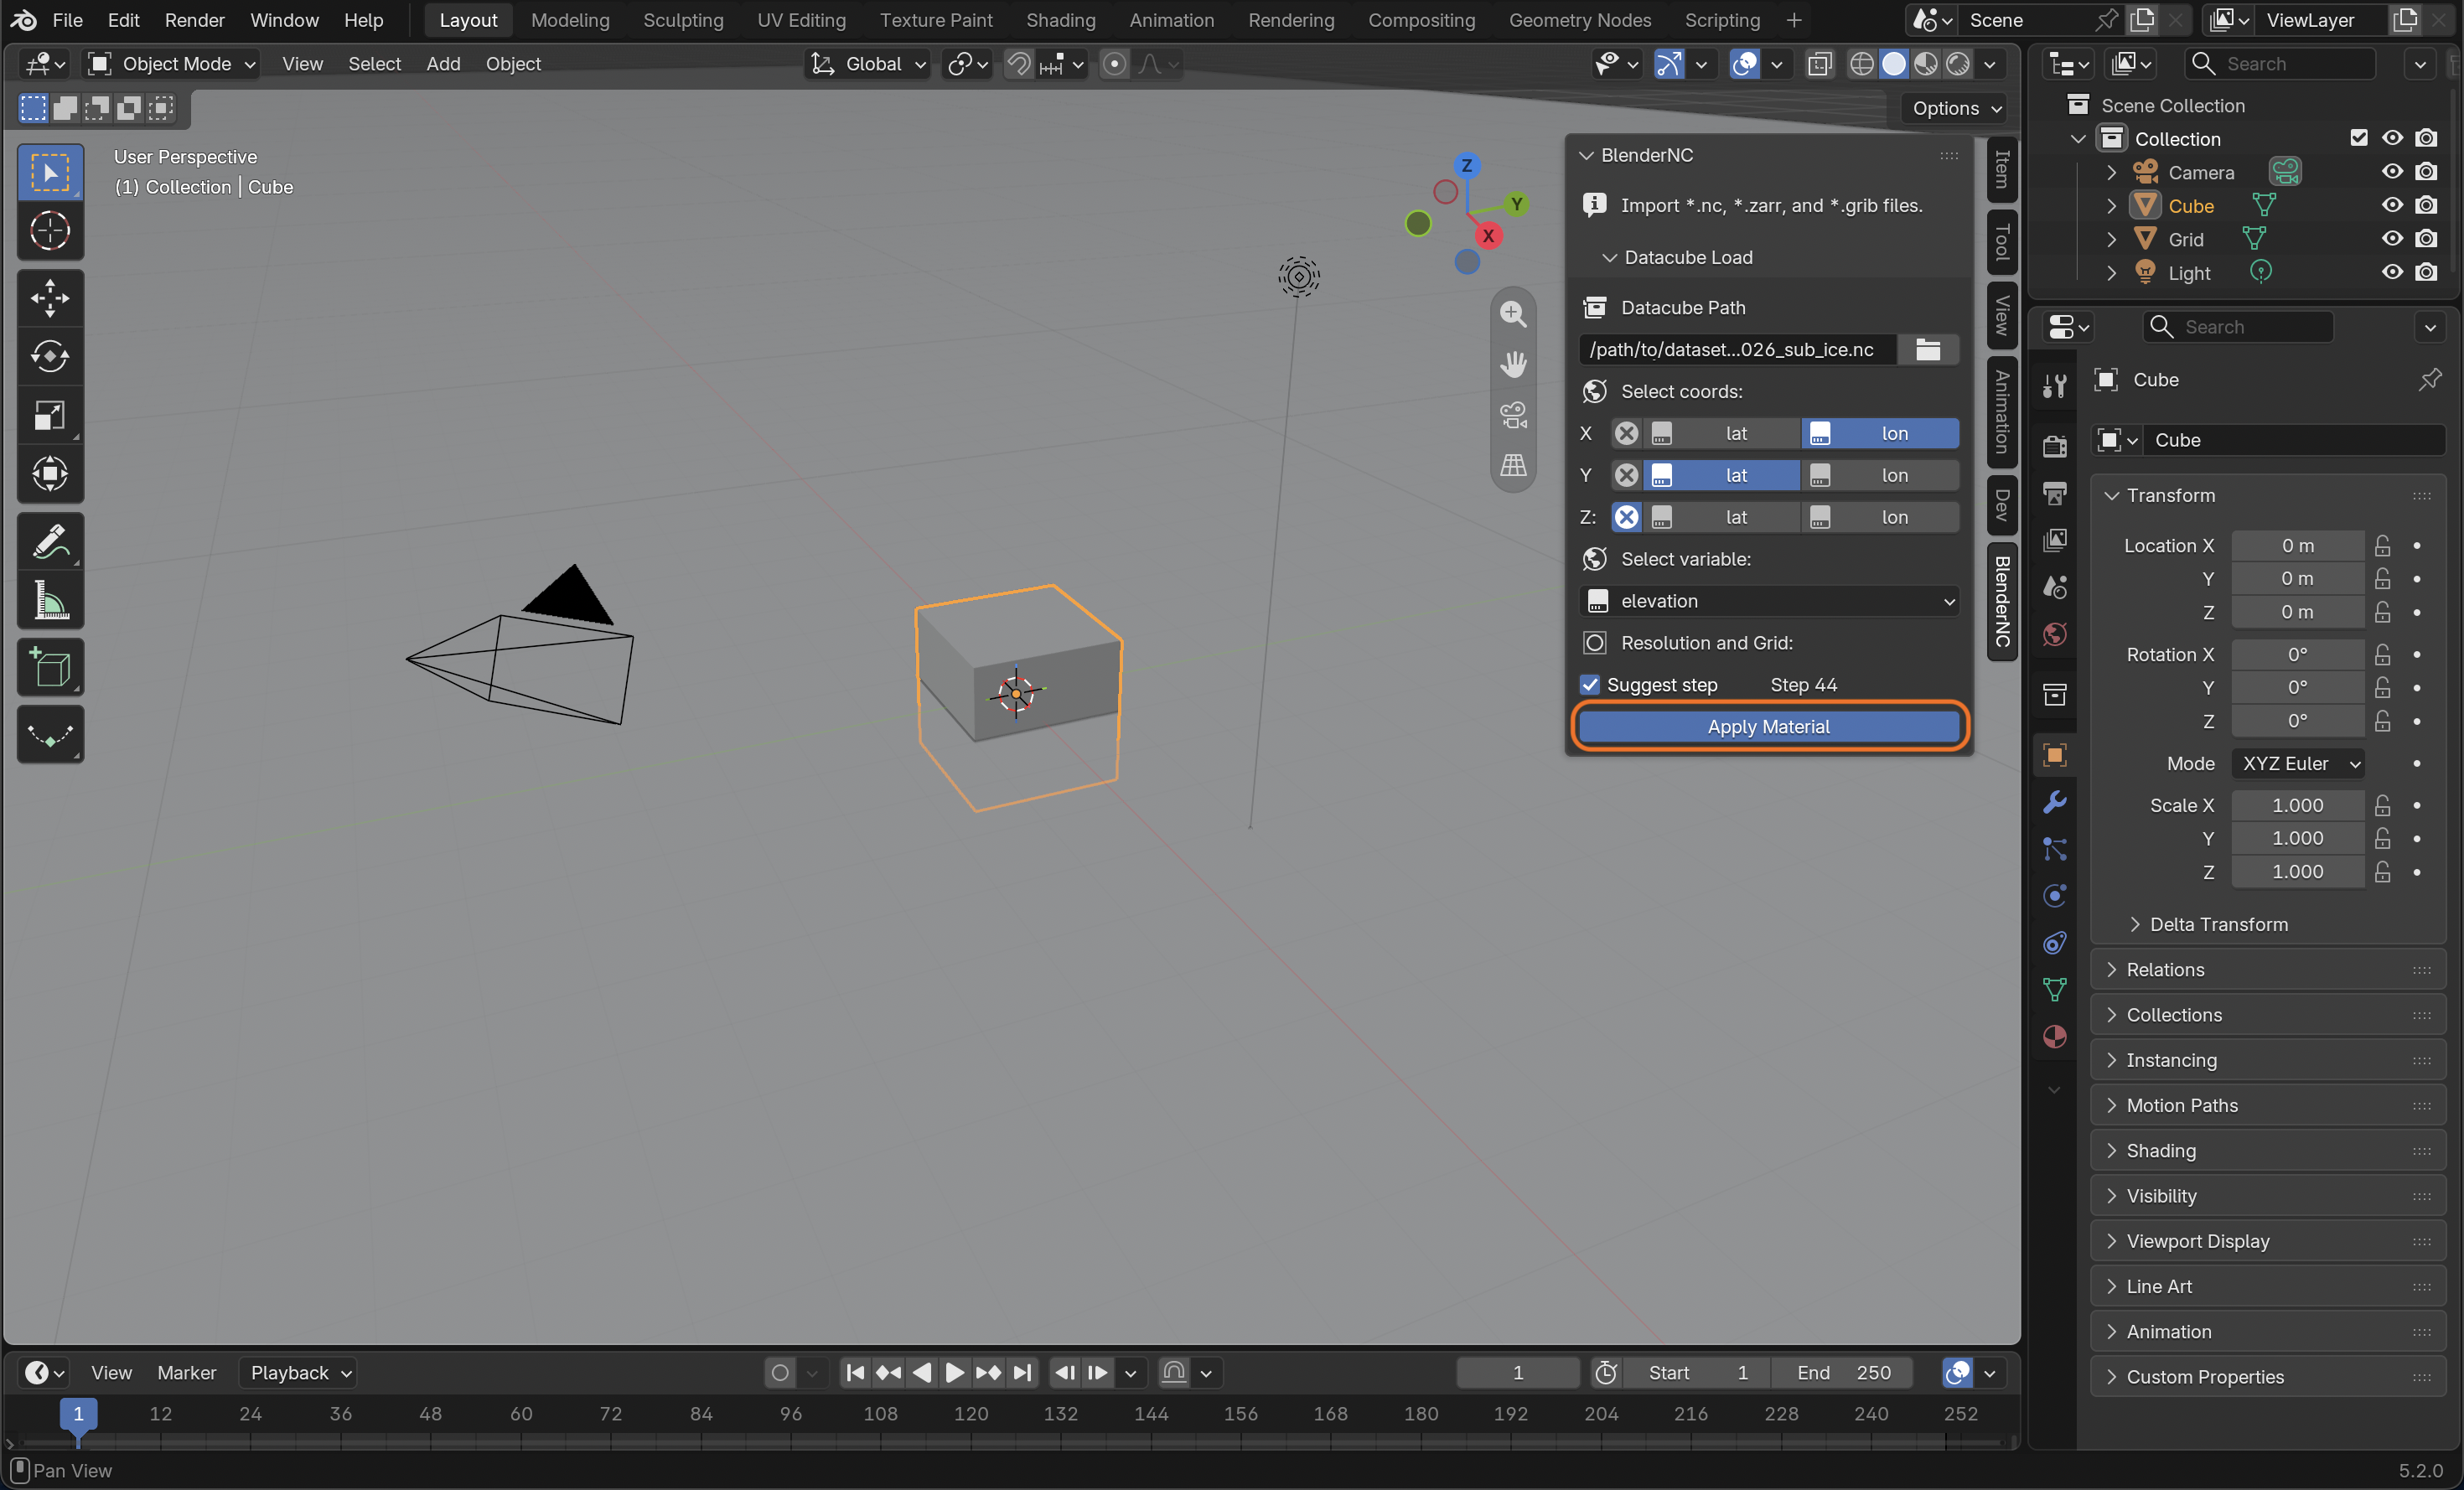 File Edit Render Window Help Layout Modeling Sculpting UV Editing Texture Paint Shading Animation Rendering Compositing Geometry Nodes Scripting Scene ViewLayer
Object Mode View Select Add Object Global
Options
User Perspective
(1) Collection | Cube
Z
Y
X
BlenderNC
Import *.nc, *.zarr, and *.grib files.
Datacube Load
Datacube Path
/path/to/dataset...026_sub_ice.nc
Select coords:
X lat lon
Y lat lon
Z: lat lon
Select variable:
elevation
Resolution and Grid:
Suggest step Step 44
Apply Material
Item
Tool
View
Animation
Dev
BlenderNC
Search
Scene Collection
Collection
Camera
Cube
Grid
Light
Search
Cube
Cube
Transform
Location X 0 m
Y 0 m
Z 0 m
Rotation X 0°
Y 0°
Z 0°
Mode XYZ Euler
Scale X 1.000
Y 1.000
Z 1.000
Delta Transform
Relations
Collections
Instancing
Motion Paths
Shading
Visibility
Viewport Display
Line Art
Animation
Custom Properties
View Marker Playback 1 Start 1 End 250
1 12 24 36 48 60 72 84 96 108 120 132 144 156 168 180 192 204 216 228 240 252
Pan View 5.2.0